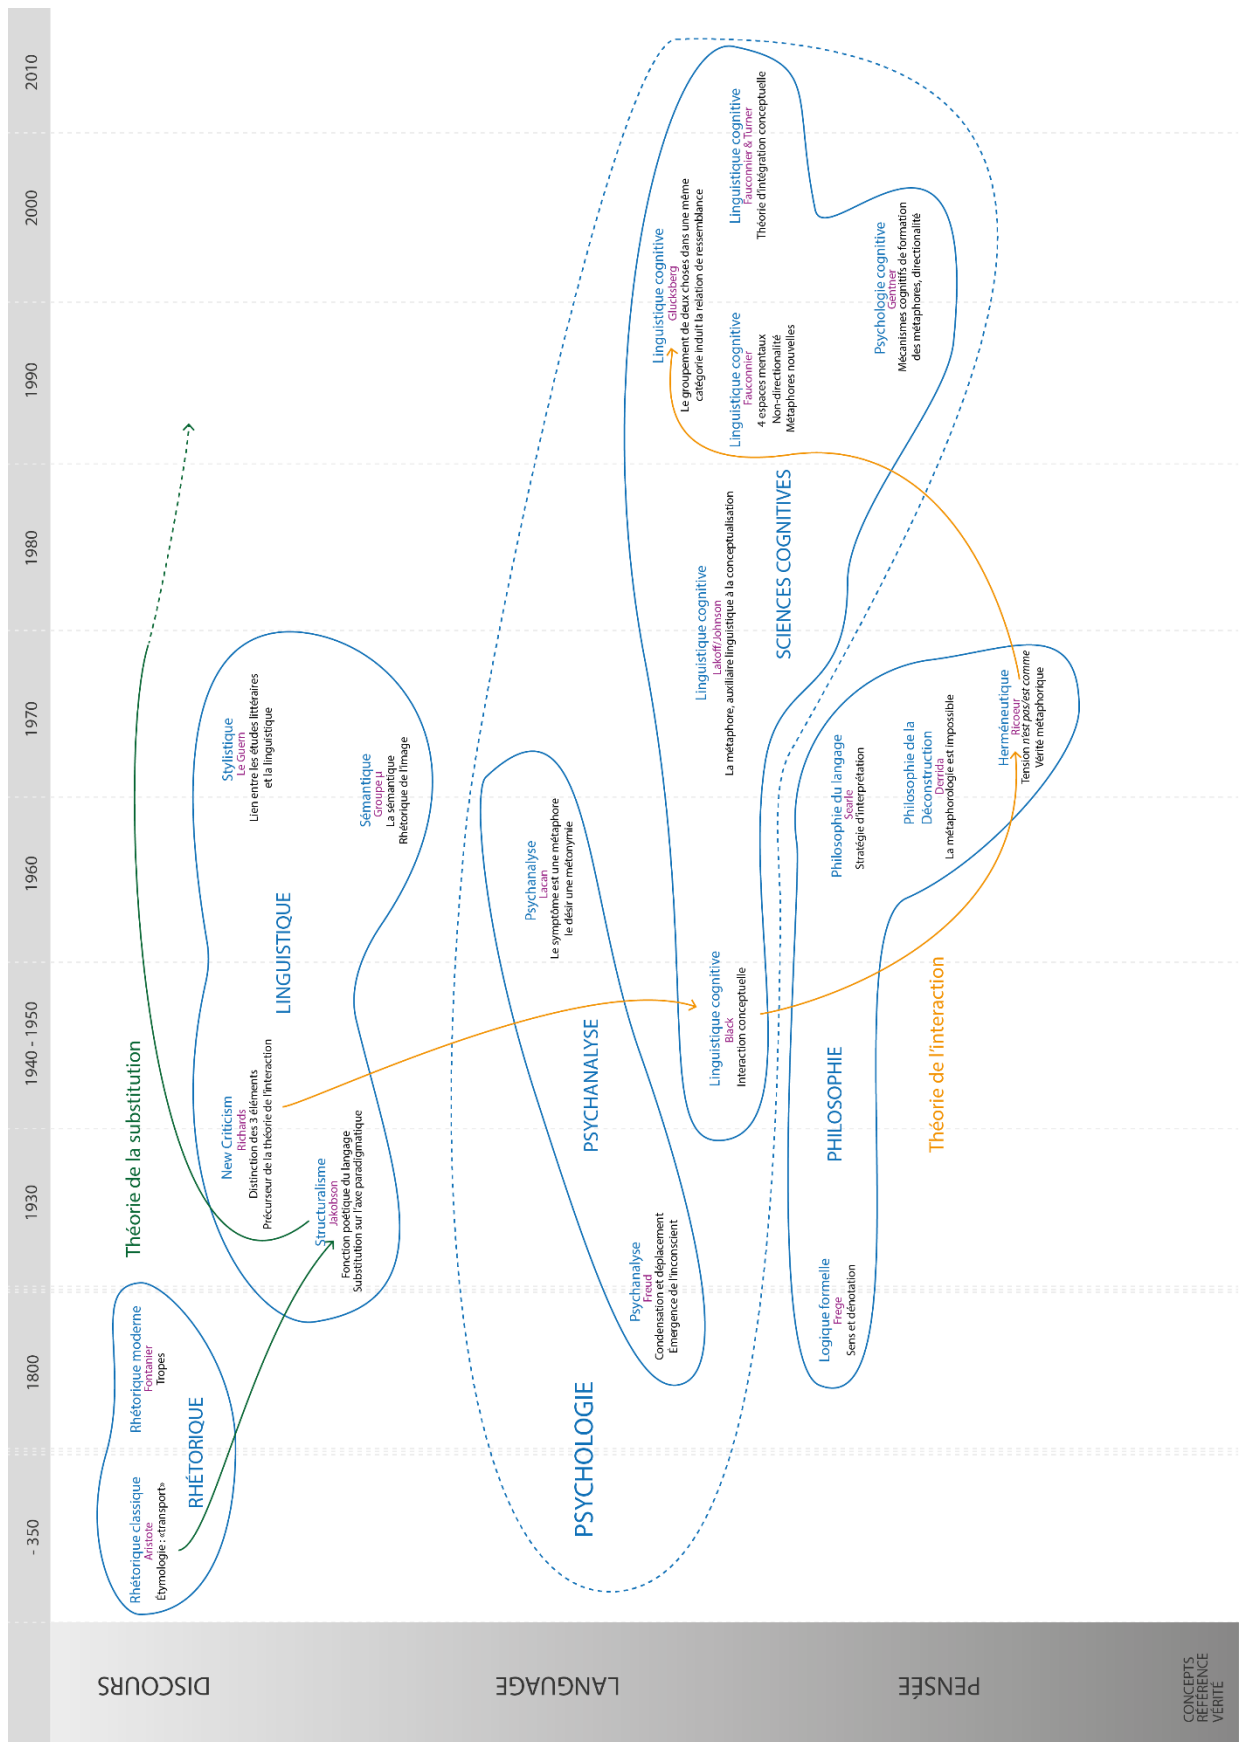 - 350
1800
1930
1940 - 1950
1960
1970
1980
1990
2000
2010
DISCOURS
LANGUAGE
PENSÉE
CONCEPTS
RÉFÉRENCE
VÉRITÉ
Rhétorique classique
Aristote
Étymologie : «transport»
Rhétorique moderne
Fontanier
Tropes
RHÉTORIQUE
Théorie de la substitution
New Criticism
Richards
Distinction des 3 éléments
Précurseur de la théorie de l'interaction
Structuralisme
Jakobson
Fonction poétique du langage
Substitution sur l'axe paradigmatique
LINGUISTIQUE
Stylistique
Le Guern
Lien entre les études littéraires
et la linguistique
Sémantique
Groupe µ
La sémantique
Rhétorique de l'image
PSYCHOLOGIE
Psychanalyse
Freud
Condensation et déplacement
Émergence de l'inconscient
PSYCHANALYSE
Psychanalyse
Lacan
Le symptôme est une métaphore
le désir une métonymie
Linguistique cognitive
Black
Interaction conceptuelle
Linguistique cognitive
Lakoff/Johnson
La métaphore, auxiliaire linguistique à la conceptualisation
SCIENCES COGNITIVES
Linguistique cognitive
Glucksberg
Le groupement de deux choses dans une même
catégorie induit la relation de ressemblance
Linguistique cognitive
Fauconnier
4 espaces mentaux
Non-directionalité
Métaphores nouvelles
Linguistique cognitive
Fauconnier & Turner
Théorie d'intégration conceptuelle
Psychologie cognitive
Gentner
Mécanismes cognitifs de formation
des métaphores, directionalité
Logique formelle
Frege
Sens et dénotation
PHILOSOPHIE
Philosophie du langage
Searle
Stratégie d'interprétation
Philosophie de la
Déconstruction
Derrida
La métaphorologie est impossible
Herméneutique
Ricoeur
Tension n'est pas/est comme
Vérité métaphorique
Théorie de l'interaction